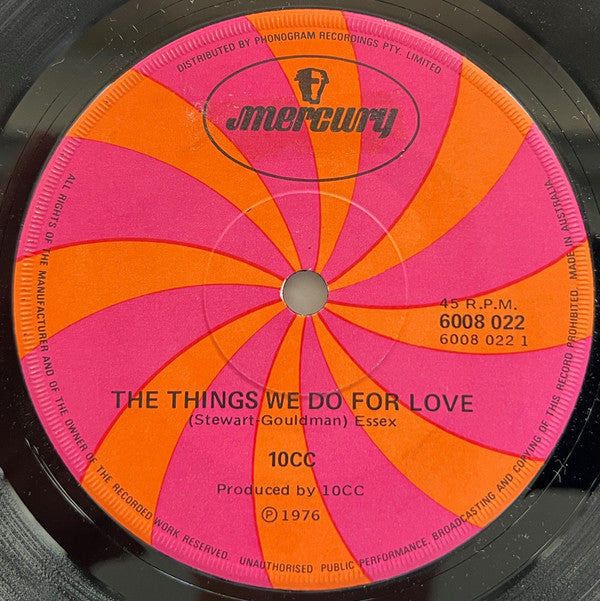 DISTRIBUTED BY PHONOGRAM RECORDINGS PTY. LIMITED
mercury
45 R.P.M.
6008 022
6008 022 1
THE THINGS WE DO FOR LOVE
(Stewart-Gouldman) Essex
10CC
Produced by 10CC
Ⓟ 1976
ALL RIGHTS OF THE MANUFACTURER AND OF THE OWNER OF THE RECORDED WORK RESERVED. UNAUTHORISED PUBLIC PERFORMANCE, BROADCASTING AND COPYING OF THIS RECORD PROHIBITED. MADE IN AUSTRALIA